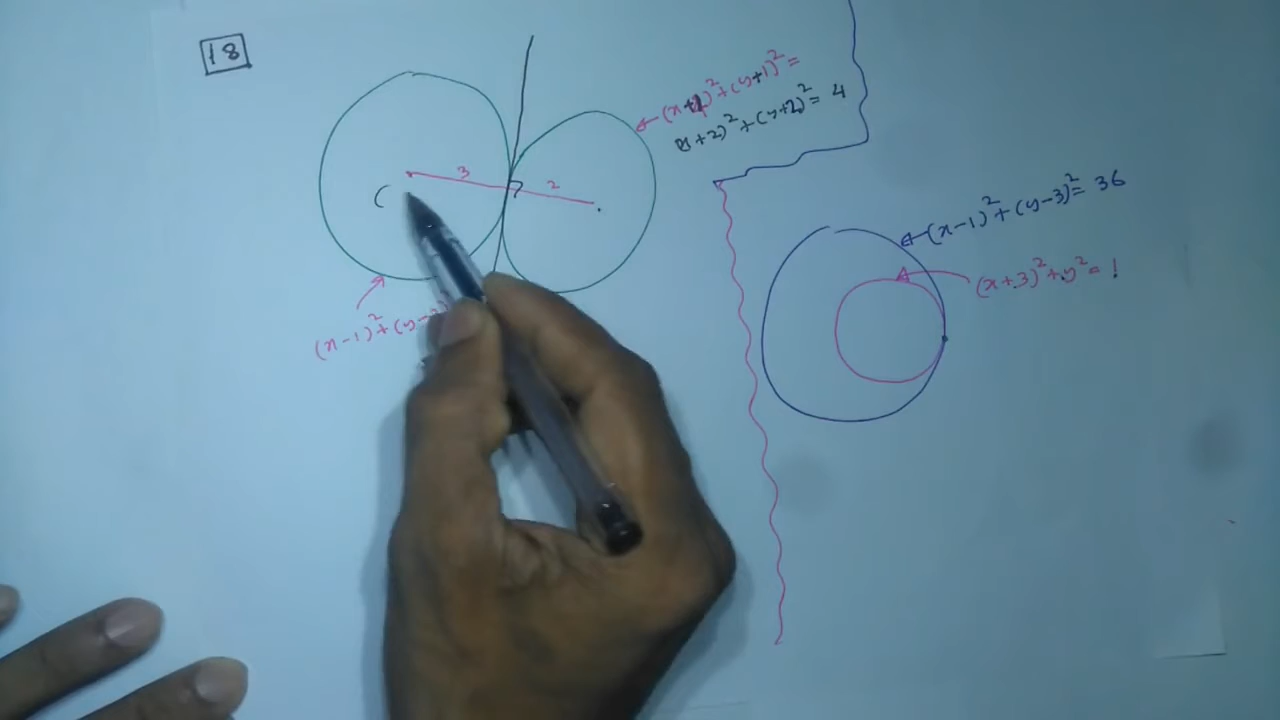 18
(x+1)²+(y+1)²=
(x+2)²+(y+2)²= 4
3
2
(
(x-1)²+(y-2)
(x-1)²+(y-3)²= 36
(x+3)²+y²= 1